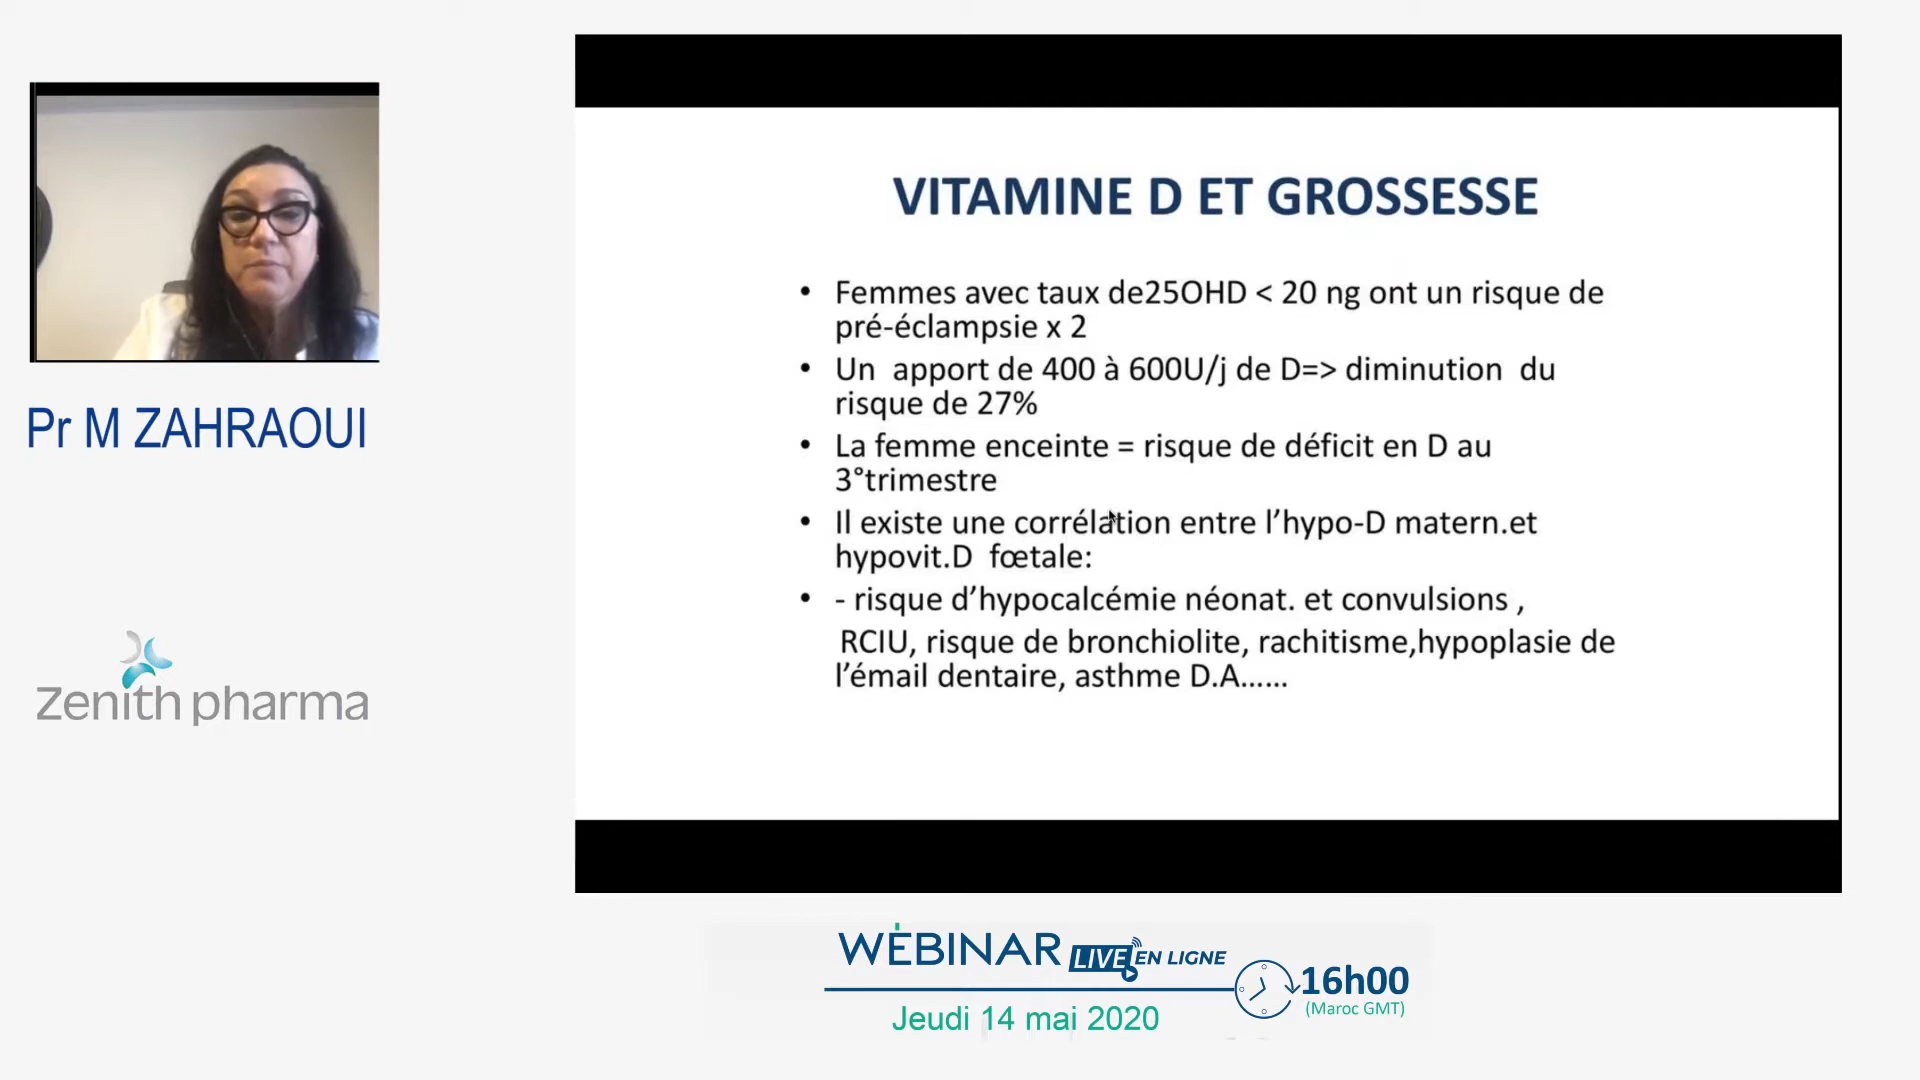 VITAMINE D ET GROSSESSE
• Femmes avec taux de25OHD < 20 ng ont un risque de
pré-éclampsie x 2
• Un  apport de 400 à 600U/j de D=> diminution  du
risque de 27%
• La femme enceinte = risque de déficit en D au
3°trimestre
• Il existe une corrélation entre l’hypo-D matern.et
hypovit.D  fœtale:
• - risque d’hypocalcémie néonat. et convulsions ,
RCIU, risque de bronchiolite, rachitisme,hypoplasie de
l’émail dentaire, asthme D.A......
Pr M ZAHRAOUI
Zenith pharma
WEBINAR LIVE EN LIGNE
16h00
(Maroc GMT)
Jeudi 14 mai 2020